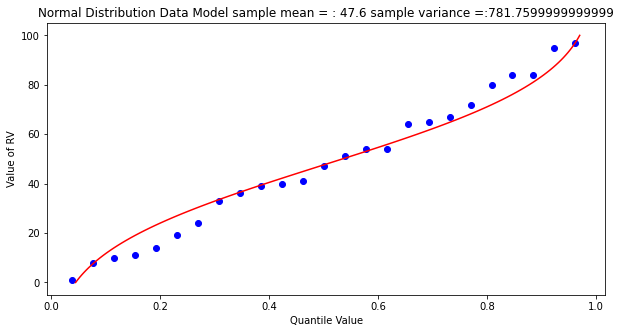 Normal Distribution Data Model sample mean = : 47.6 sample variance =:781.7599999999999
100
80
60
40
20
0
Value of RV
0.0 0.2 0.4 0.6 0.8 1.0
Quantile Value